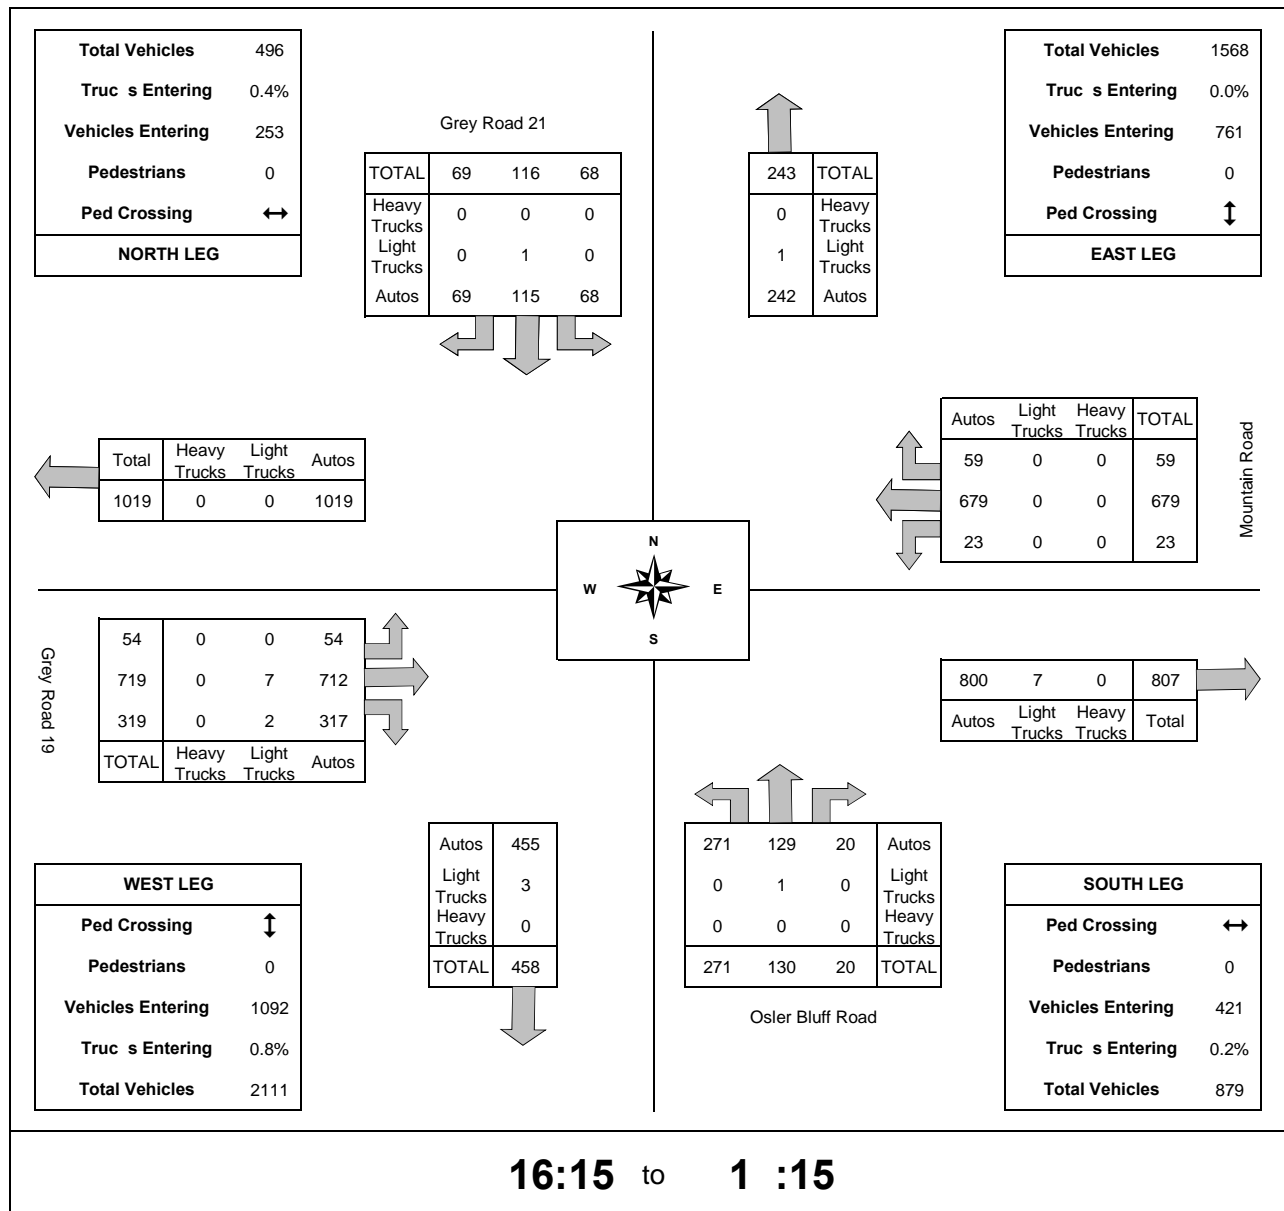 Total Vehicles 496
Truc s Entering 0.4%
Vehicles Entering 253
Pedestrians 0
Ped Crossing ↔
NORTH LEG
Grey Road 21
TOTAL 69 116 68
Heavy Trucks 0 0 0
Light Trucks 0 1 0
Autos 69 115 68
243 TOTAL
0 Heavy Trucks
1 Light Trucks
242 Autos
Total Vehicles 1568
Truc s Entering 0.0%
Vehicles Entering 761
Pedestrians 0
Ped Crossing ↕
EAST LEG
Total Heavy Trucks Light Trucks Autos
1019 0 0 1019
Autos Light Trucks Heavy Trucks TOTAL
59 0 0 59
679 0 0 679
23 0 0 23
Mountain Road
N
W E
S
Grey Road 19
54 0 0 54
719 0 7 712
319 0 2 317
TOTAL Heavy Trucks Light Trucks Autos
800 7 0 807
Autos Light Trucks Heavy Trucks Total
Autos 455
Light Trucks 3
Heavy Trucks 0
TOTAL 458
271 129 20 Autos
0 1 0 Light Trucks
0 0 0 Heavy Trucks
271 130 20 TOTAL
Osler Bluff Road
WEST LEG
Ped Crossing ↕
Pedestrians 0
Vehicles Entering 1092
Truc s Entering 0.8%
Total Vehicles 2111
SOUTH LEG
Ped Crossing ↔
Pedestrians 0
Vehicles Entering 421
Truc s Entering 0.2%
Total Vehicles 879
16:15 to 1 :15